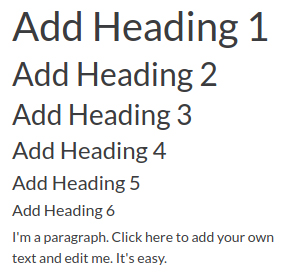 Add Heading 1
Add Heading 2
Add Heading 3
Add Heading 4
Add Heading 5
Add Heading 6
I'm a paragraph. Click here to add your own
text and edit me. It's easy.